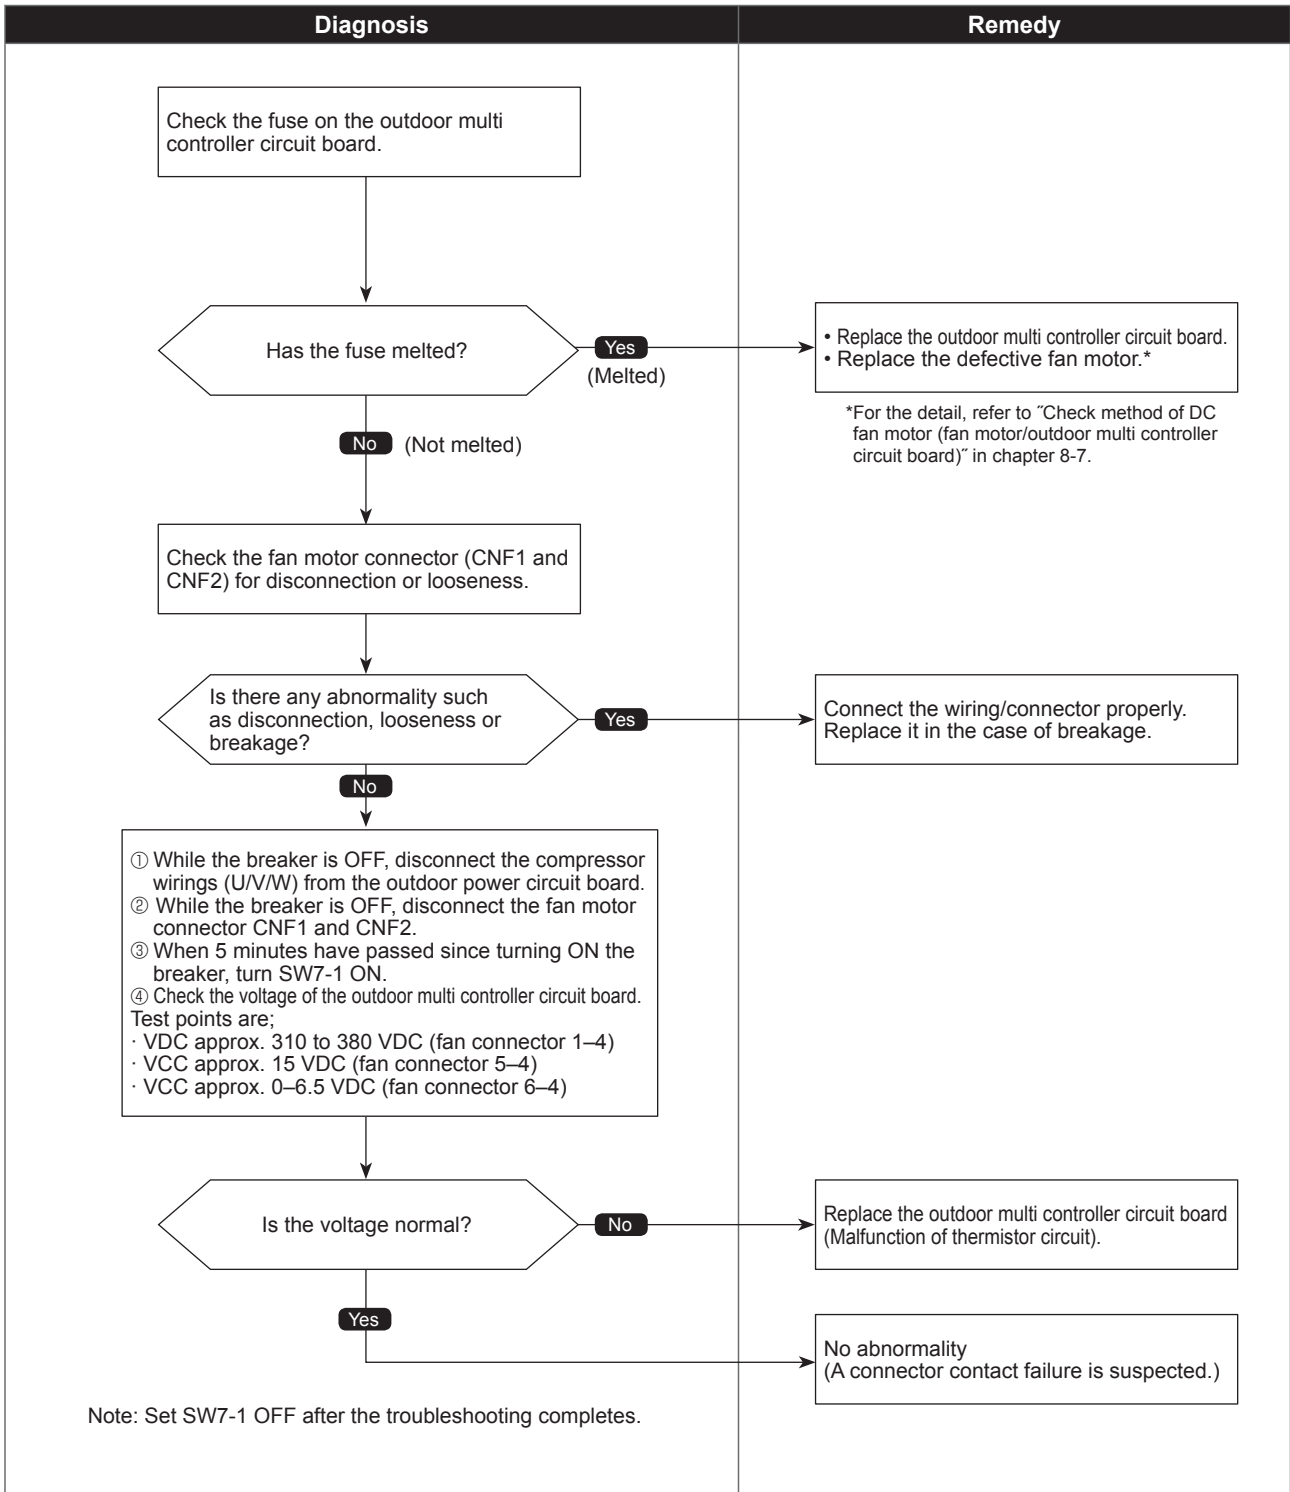 Diagnosis
Remedy
Check the fuse on the outdoor multi
controller circuit board.
Has the fuse melted?
Yes
(Melted)
• Replace the outdoor multi controller circuit board.
• Replace the defective fan motor.*
*For the detail, refer to ˝Check method of DC
fan motor (fan motor/outdoor multi controller
circuit board)˝ in chapter 8-7.
No (Not melted)
Check the fan motor connector (CNF1 and
CNF2) for disconnection or looseness.
Is there any abnormality such
as disconnection, looseness or
breakage?
Yes
Connect the wiring/connector properly.
Replace it in the case of breakage.
No
① While the breaker is OFF, disconnect the compressor
wirings (U/V/W) from the outdoor power circuit board.
② While the breaker is OFF, disconnect the fan motor
connector CNF1 and CNF2.
③ When 5 minutes have passed since turning ON the
breaker, turn SW7-1 ON.
④ Check the voltage of the outdoor multi controller circuit board.
Test points are;
· VDC approx. 310 to 380 VDC (fan connector 1–4)
· VCC approx. 15 VDC (fan connector 5–4)
· VCC approx. 0–6.5 VDC (fan connector 6–4)
Is the voltage normal?
No
Replace the outdoor multi controller circuit board
(Malfunction of thermistor circuit).
Yes
No abnormality
(A connector contact failure is suspected.)
Note: Set SW7-1 OFF after the troubleshooting completes.